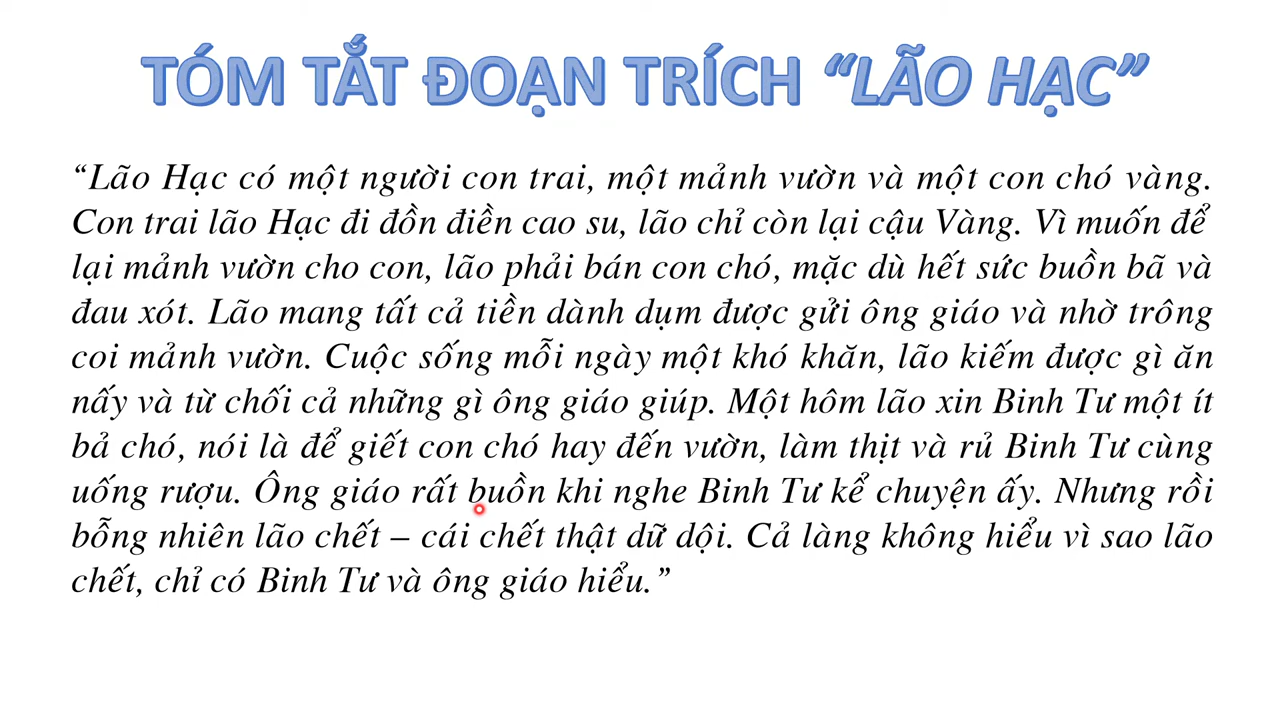 TÓM TẮT ĐOẠN TRÍCH “LÃO HẠC”
“Lão Hạc có một người con trai, một mảnh vườn và một con chó vàng.
Con trai lão Hạc đi đồn điền cao su, lão chỉ còn lại cậu Vàng. Vì muốn để
lại mảnh vườn cho con, lão phải bán con chó, mặc dù hết sức buồn bã và
đau xót. Lão mang tất cả tiền dành dụm được gửi ông giáo và nhờ trông
coi mảnh vườn. Cuộc sống mỗi ngày một khó khăn, lão kiếm được gì ăn
nấy và từ chối cả những gì ông giáo giúp. Một hôm lão xin Binh Tư một ít
bả chó, nói là để giết con chó hay đến vườn, làm thịt và rủ Binh Tư cùng
uống rượu. Ông giáo rất buồn khi nghe Binh Tư kể chuyện ấy. Nhưng rồi
bỗng nhiên lão chết – cái chết thật dữ dội. Cả làng không hiểu vì sao lão
chết, chỉ có Binh Tư và ông giáo hiểu.”